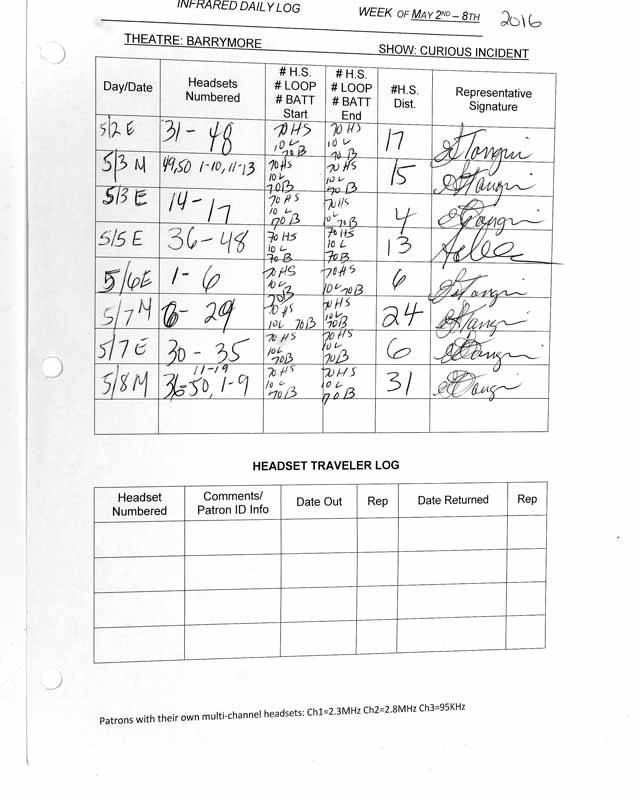 INFRARED DAILY LOG WEEK OF MAY 2ND – 8TH 2016
THEATRE: BARRYMORE SHOW: CURIOUS INCIDENT
Day/Date Headsets Numbered # H.S. # LOOP # BATT Start # H.S. # LOOP # BATT End #H.S. Dist. Representative Signature
5/2 E 31 - 48 70 HS 10 L 70 B 70 HS 10 L 70 B 17
5/3 M 49,50 1-10, 11-13 70 HS 10 L 70 B 70 HS 10 L 70 B 15
5/3 E 14 - 17 70 HS 10 L 70 B 70 HS 10 L 70 B 4
5/5 E 36 - 48 70 HS 10 L 70 B 70 HS 10 L 70 B 13
5/6 E 1 - 6 70 HS 10 L 70 B 70 HS 10 L 70 B 6
5/7 M 6 - 29 70 HS 10 L 70 B 70 HS 10 L 70 B 24
5/7 E 30 - 35 70 HS 10 L 70 B 70 HS 10 L 70 B 6
5/8 M 11-19 36-50, 1-9 70 HS 10 L 70 B 70 HS 10 L 70 B 31
HEADSET TRAVELER LOG
Headset Numbered Comments/ Patron ID Info Date Out Rep Date Returned Rep
Patrons with their own multi-channel headsets: Ch1=2.3MHz Ch2=2.8MHz Ch3=95KHz